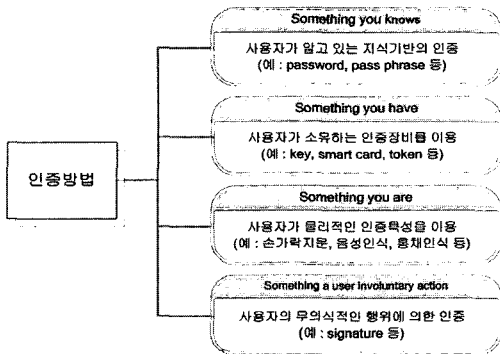 Something you knows
사용자가 알고 있는 지식기반의 인증
(예 : password, pass phrase 등)
Something you have
사용자가 소유하는 인증장비를 이용
(예 : key, smart card, token 등)
인증방법
Something you are
사용자가 물리적인 인증특성을 이용
(예 : 손가락지문, 음성인식, 홍채인식 등)
Something a user involuntary action
사용자의 무의식적인 행위에 의한 인증
(예 : signature 등)